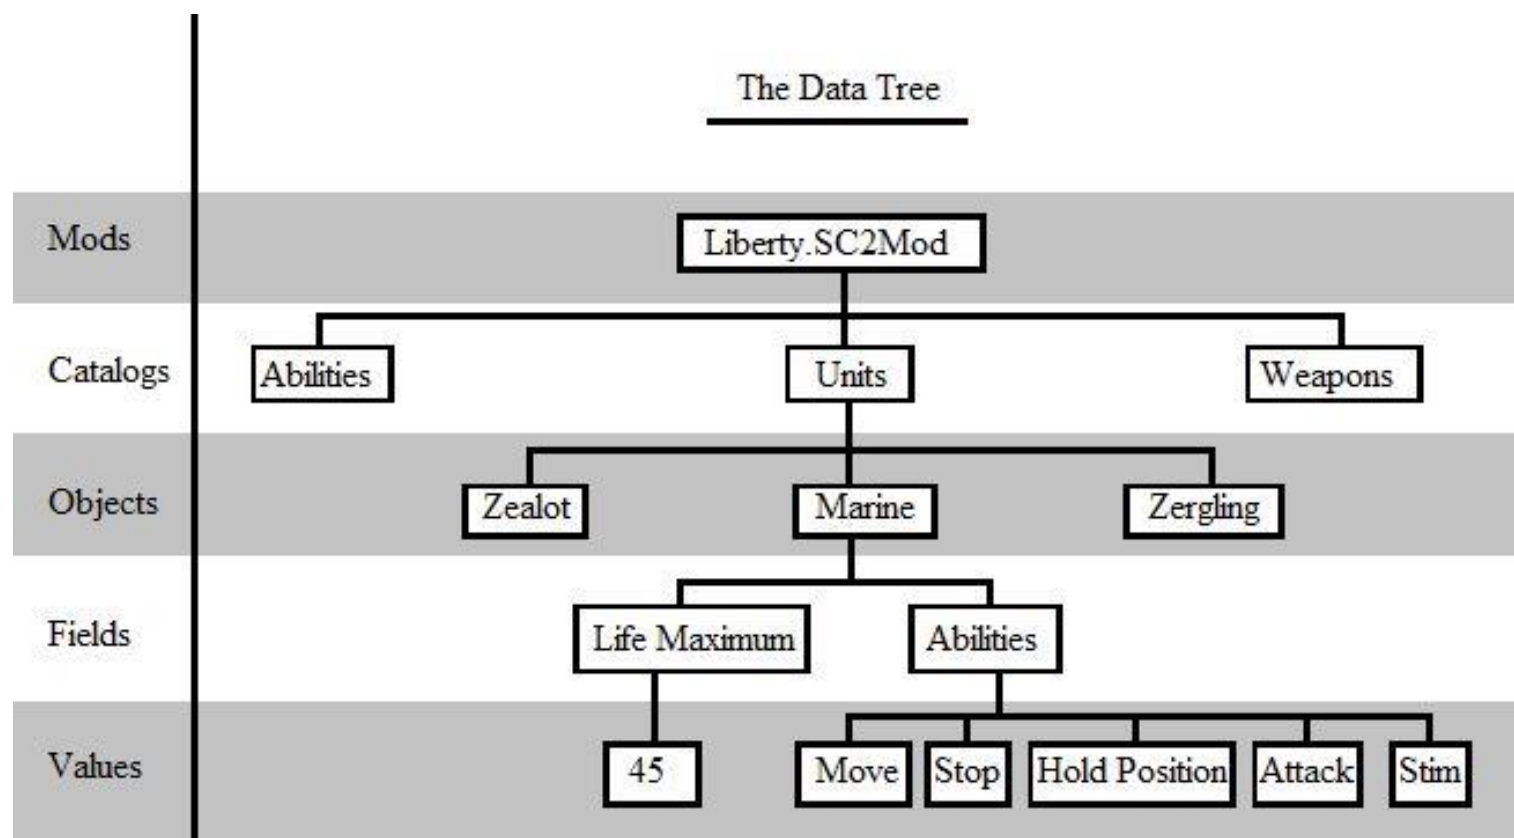 The Data Tree
Mods
Liberty.SC2Mod
Catalogs
Abilities
Units
Weapons
Objects
Zealot
Marine
Zergling
Fields
Life Maximum
Abilities
Values
45
Move
Stop
Hold Position
Attack
Stim